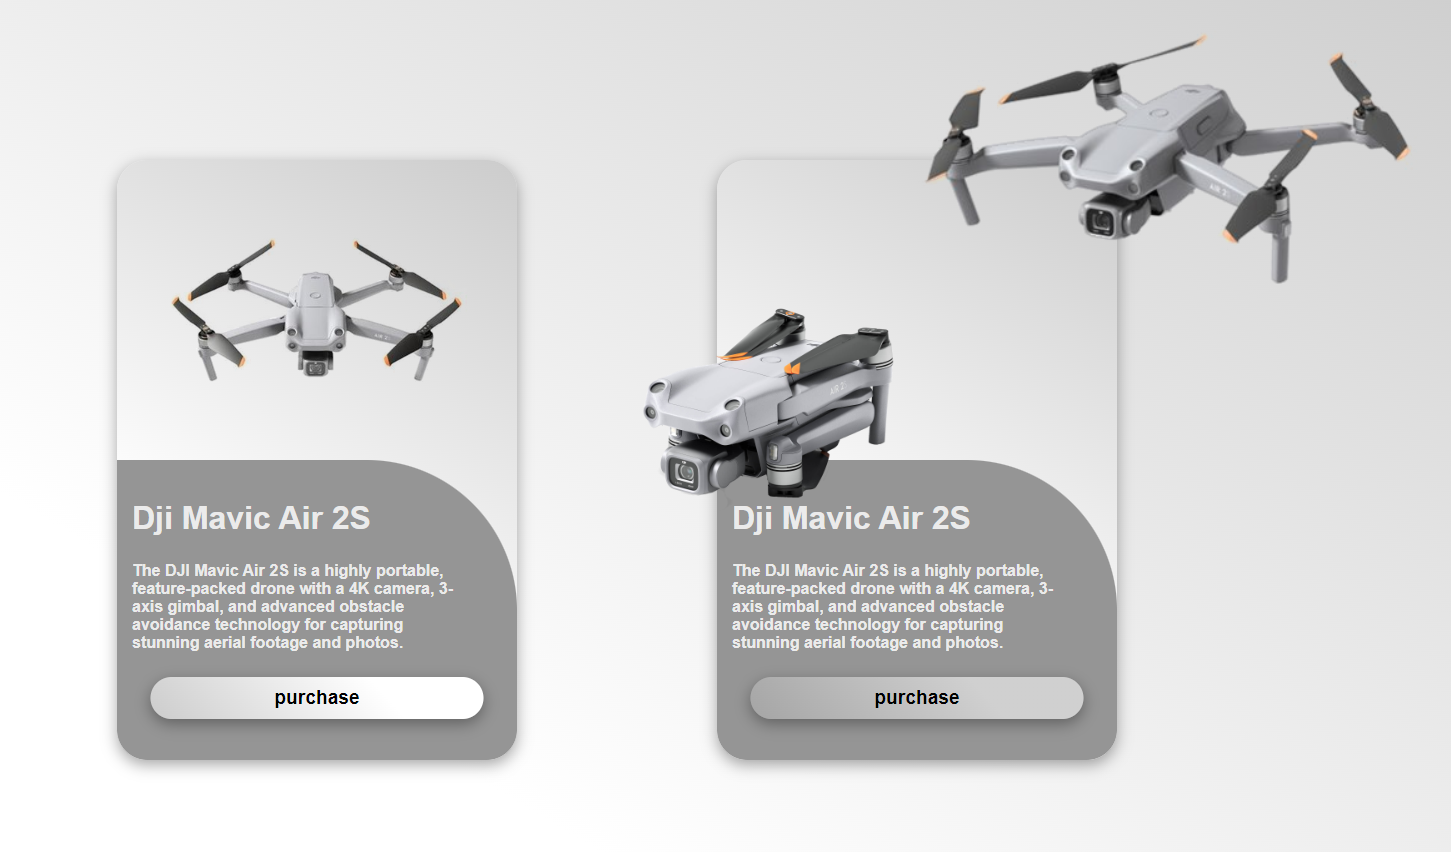 Dji Mavic Air 2S
The DJI Mavic Air 2S is a highly portable,
feature-packed drone with a 4K camera, 3-
axis gimbal, and advanced obstacle
avoidance technology for capturing
stunning aerial footage and photos.
purchase
AIR 2
Dji Mavic Air 2S
The DJI Mavic Air 2S is a highly portable,
feature-packed drone with a 4K camera, 3-
axis gimbal, and advanced obstacle
avoidance technology for capturing
stunning aerial footage and photos.
purchase